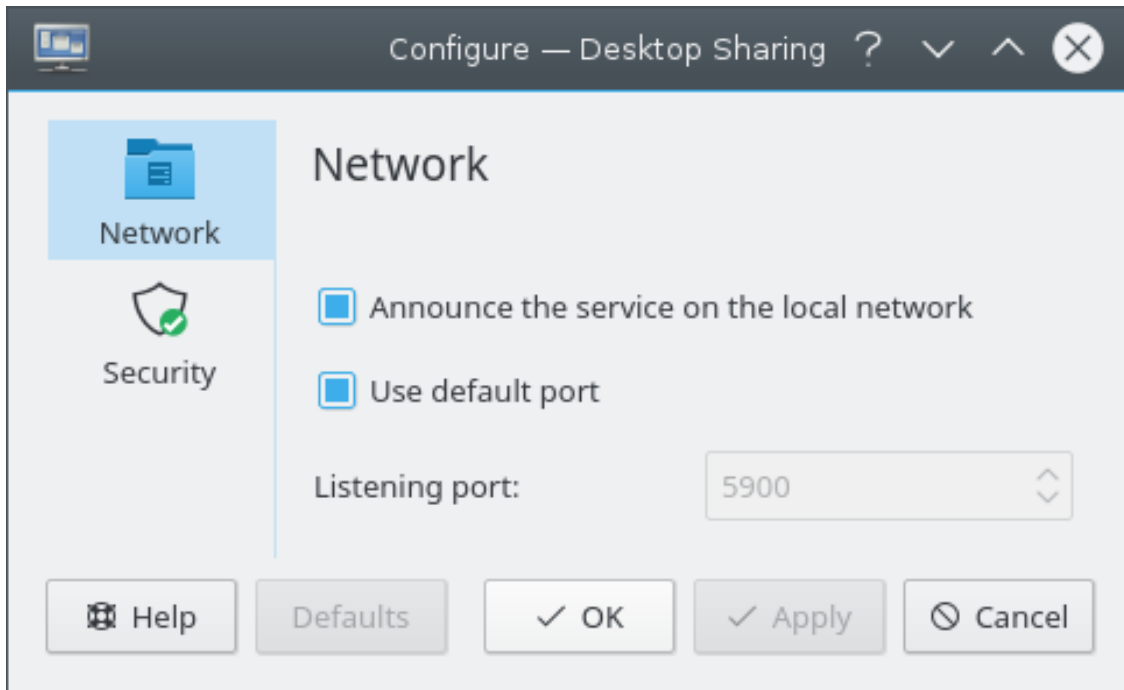 Configure — Desktop Sharing
Network
Security
Network
Announce the service on the local network
Use default port
Listening port: 5900
Help Defaults OK Apply Cancel